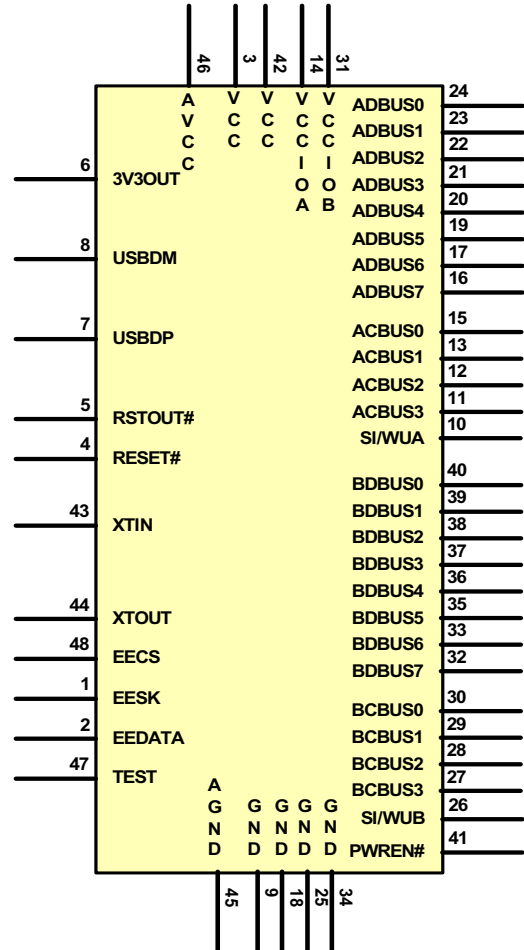 46
3
42
14
31
AVCC
VCC
VCC
VCCIOA
VCCIOB
6 3V3OUT
8 USBDM
7 USBDP
5 RSTOUT#
4 RESET#
43 XTIN
44 XTOUT
48 EECS
1 EESK
2 EEDATA
47 TEST
ADBUS0 24
ADBUS1 23
ADBUS2 22
ADBUS3 21
ADBUS4 20
ADBUS5 19
ADBUS6 17
ADBUS7 16
ACBUS0 15
ACBUS1 13
ACBUS2 12
ACBUS3 11
SI/WUA 10
BDBUS0 40
BDBUS1 39
BDBUS2 38
BDBUS3 37
BDBUS4 36
BDBUS5 35
BDBUS6 33
BDBUS7 32
BCBUS0 30
BCBUS1 29
BCBUS2 28
BCBUS3 27
SI/WUB 26
PWREN# 41
AGND
GND
GND
GND
GND
45
9
18
25
34